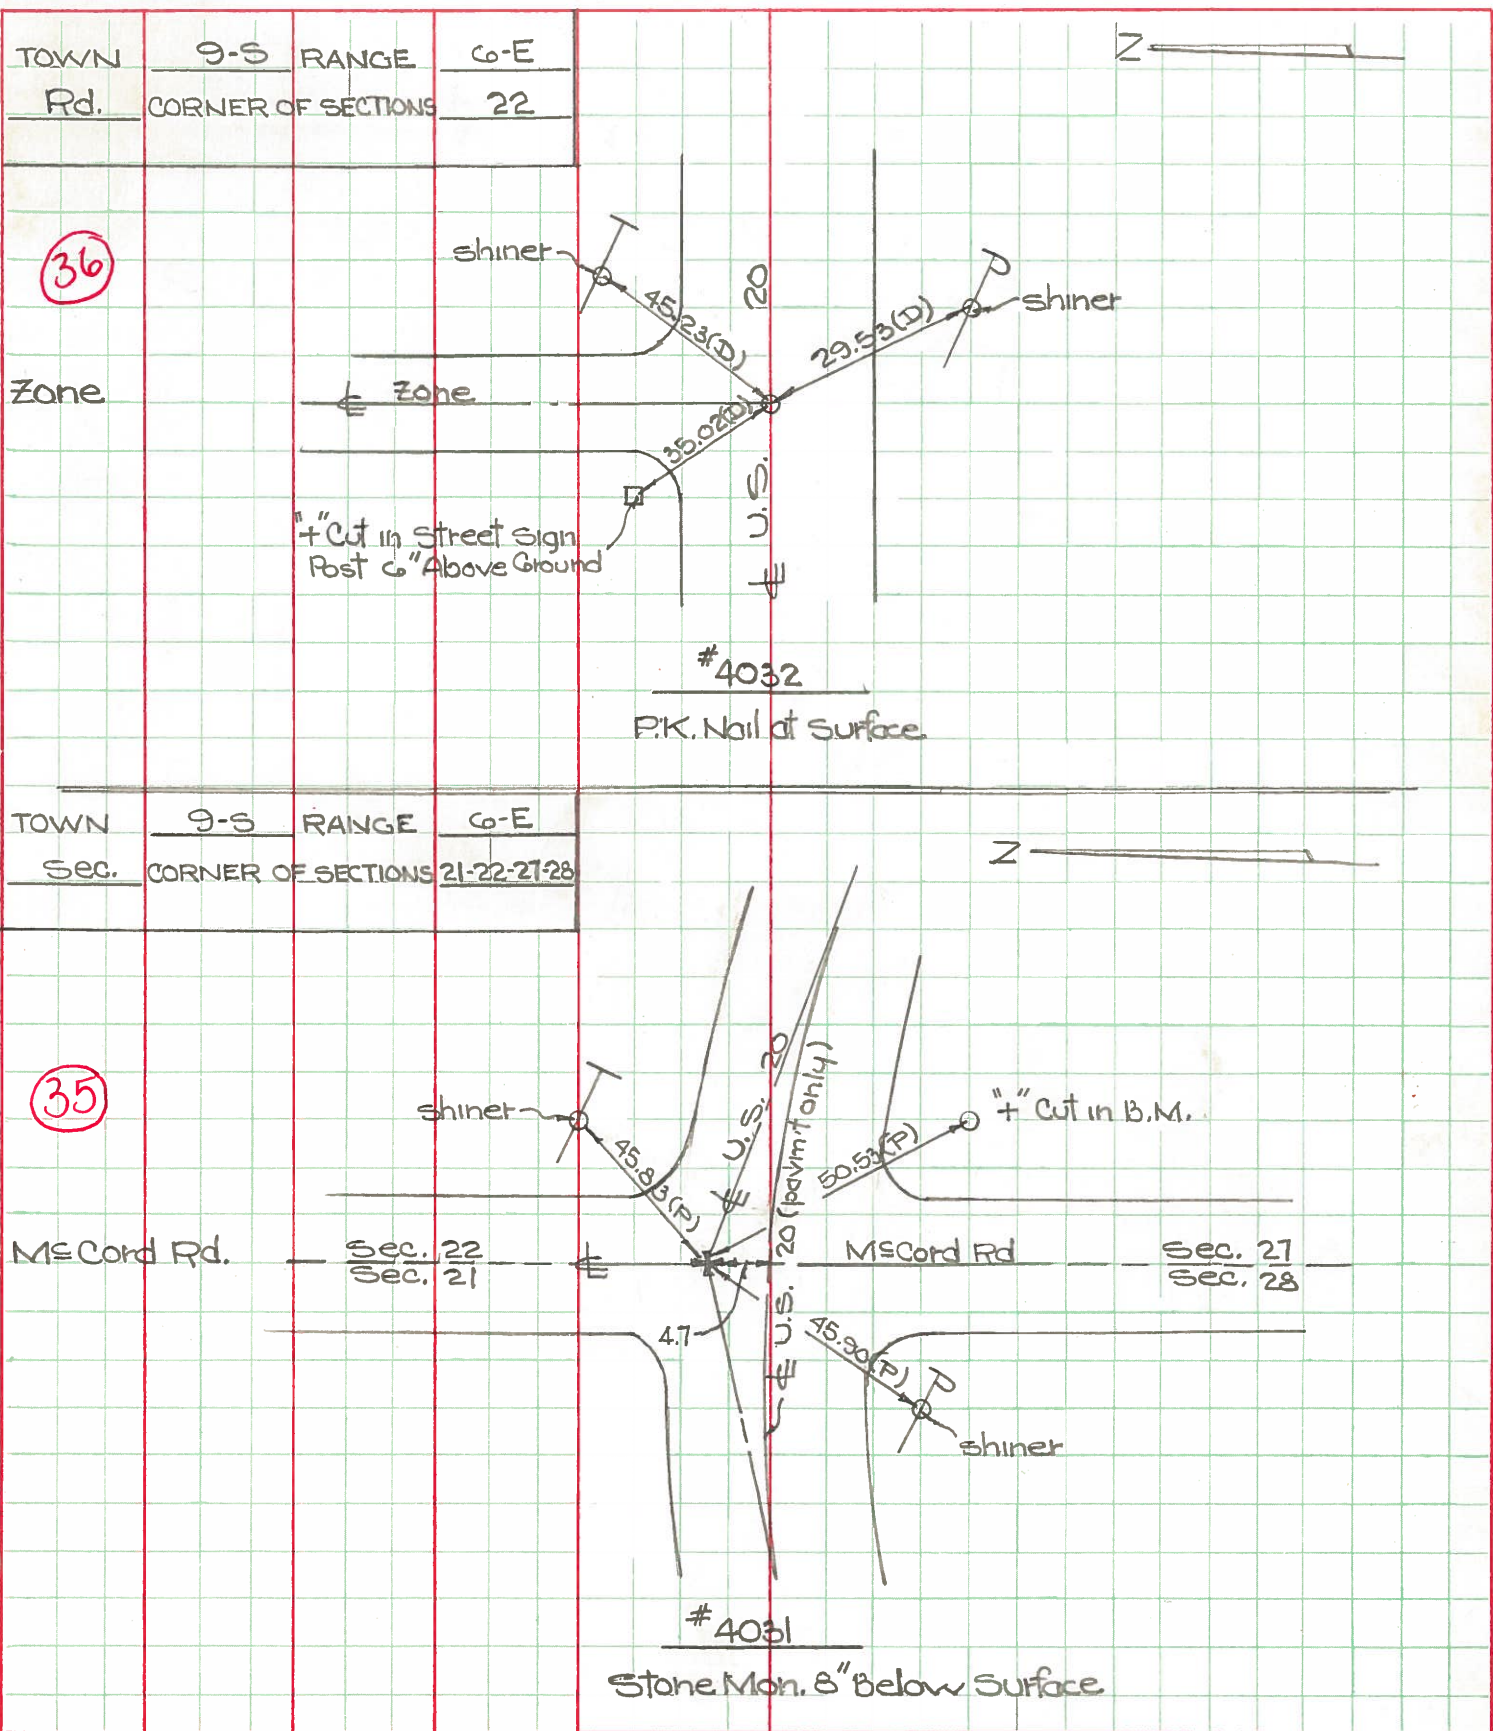 TOWN 9-S RANGE 6-E
Rd. CORNER OF SECTIONS 22
N
36
shiner
45.23(D)
20
29.53(D)
shiner
Zone
℄ Zone
35.02(D)
"+" Cut in Street Sign
Post 6" Above Ground
℄ U.S.
#4032
P.K. Nail at Surface
TOWN 9-S RANGE 6-E
Sec. CORNER OF SECTIONS 21-22-27-28
N
35
shiner
45.83(P)
℄ U.S. 20
℄ U.S. 20 (pavm't only)
50.53(P)
"+" Cut in B.M.
McCord Rd.
Sec. 22
Sec. 21
℄
McCord Rd
Sec. 27
Sec. 28
4.7
45.90(P)
shiner
#4031
Stone Mon. 8" Below Surface